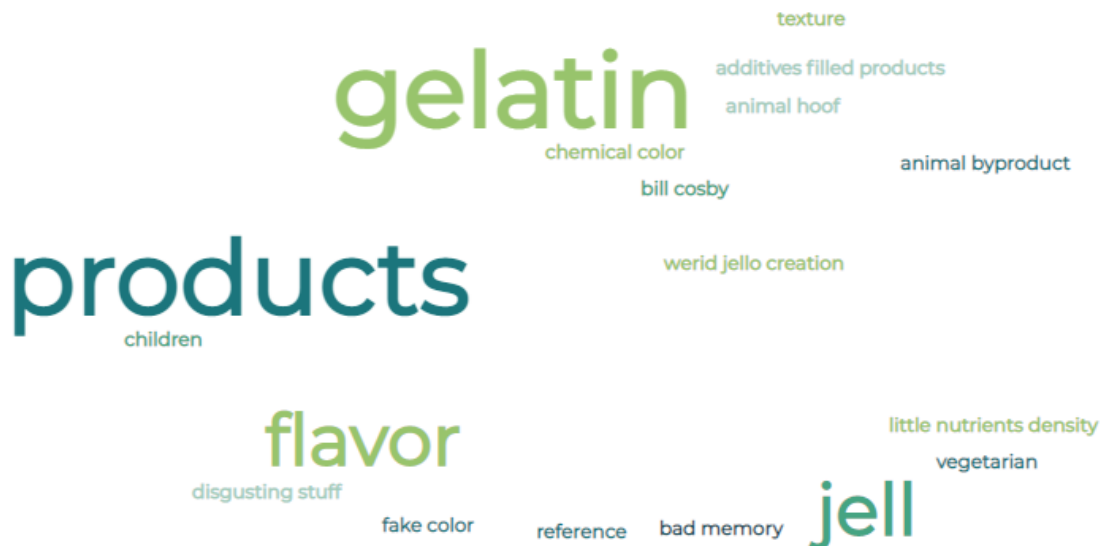 texture
gelatin
additives filled products
animal hoof
chemical color
animal byproduct
bill cosby
products
werid jello creation
children
flavor
little nutrients density
vegetarian
disgusting stuff
jell
fake color
reference
bad memory